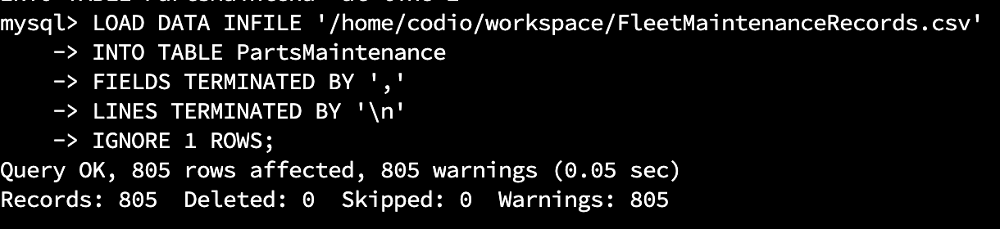 mysql> LOAD DATA INFILE '/home/codio/workspace/FleetMaintenanceRecords.csv'
    -> INTO TABLE PartsMaintenance
    -> FIELDS TERMINATED BY ','
    -> LINES TERMINATED BY '\n'
    -> IGNORE 1 ROWS;
Query OK, 805 rows affected, 805 warnings (0.05 sec)
Records: 805  Deleted: 0  Skipped: 0  Warnings: 805